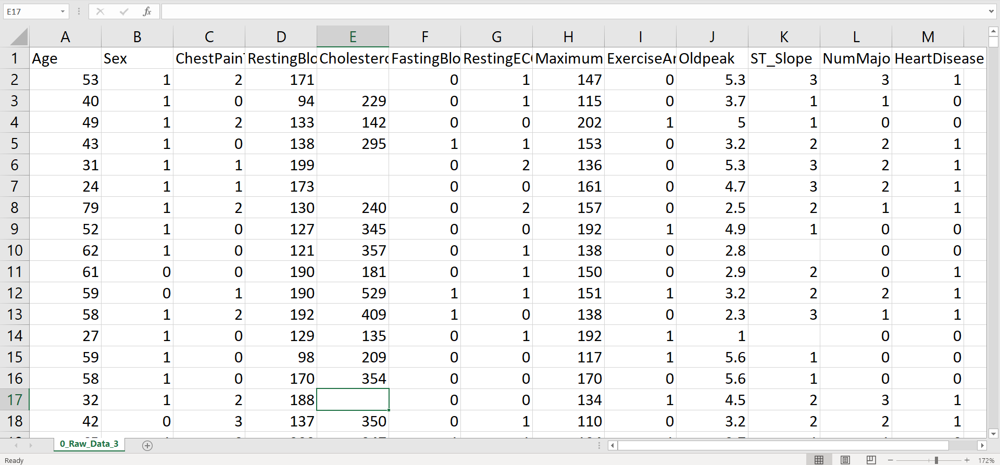 E17 fx
A B C D E F G H I J K L M
1 Age Sex ChestPain RestingBlo Cholestero FastingBlo RestingEC Maximum ExerciseAr Oldpeak ST_Slope NumMajo HeartDisease
2 53 1 2 171 0 1 147 0 5.3 3 3 1
3 40 1 0 94 229 0 1 115 0 3.7 1 1 0
4 49 1 2 133 142 0 0 202 1 5 1 0 0
5 43 1 0 138 295 1 1 153 0 3.2 2 2 1
6 31 1 1 199 0 2 136 0 5.3 3 2 1
7 24 1 1 173 0 0 161 0 4.7 3 2 1
8 79 1 2 130 240 0 2 157 0 2.5 2 1 1
9 52 1 0 127 345 0 0 192 1 4.9 1 0 0
10 62 1 0 121 357 0 1 138 0 2.8 0 0
11 61 0 0 190 181 0 1 150 0 2.9 2 0 1
12 59 0 1 190 529 1 1 151 1 3.2 2 2 1
13 58 1 2 192 409 1 0 138 0 2.3 3 1 1
14 27 1 0 129 135 0 1 192 1 1 0 0
15 59 1 0 98 209 0 0 117 1 5.6 1 0 0
16 58 1 0 170 354 0 0 170 0 5.6 1 0 0
17 32 1 2 188 0 0 134 1 4.5 2 3 1
18 42 0 3 137 350 0 1 110 0 3.2 2 2 1
0_Raw_Data_3
Ready 172%